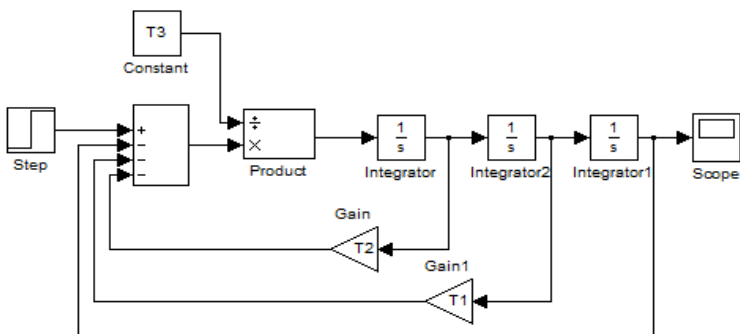 T3
Constant
+
−
−
−
Step
÷
×
Product
1
s
Integrator
1
s
Integrator2
1
s
Integrator1
Scope
Gain
T2
Gain1
T1